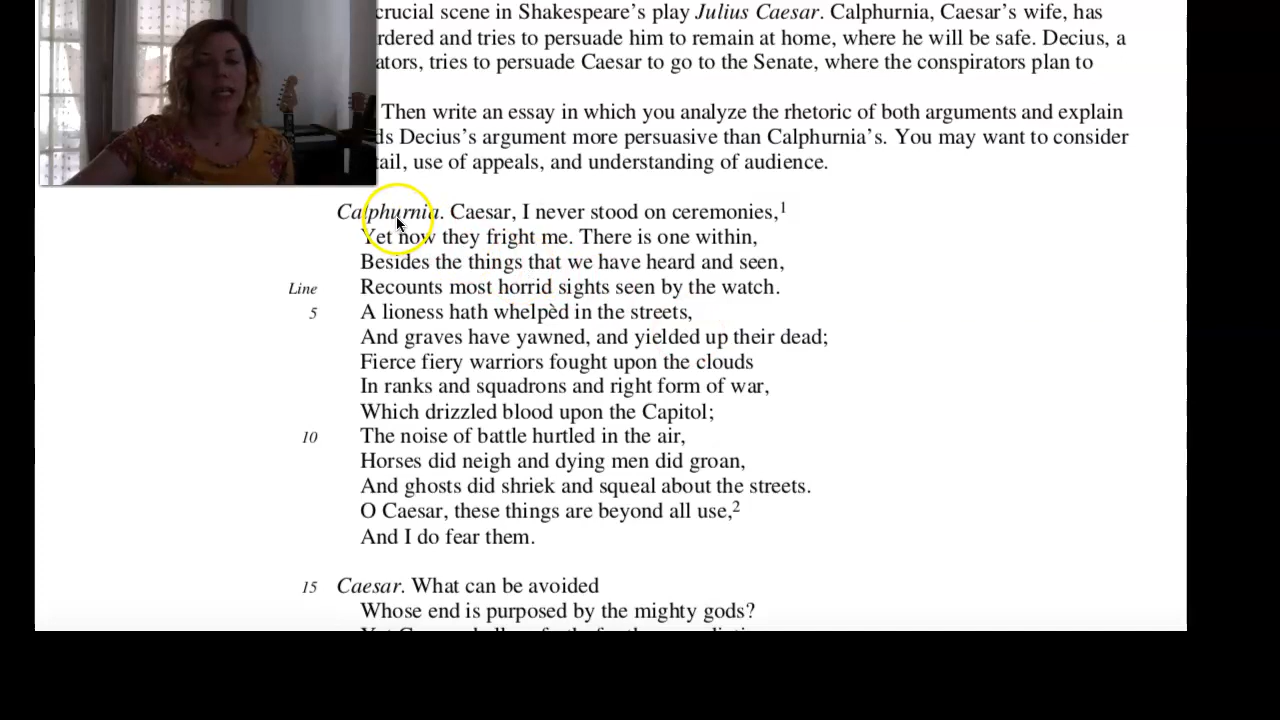 crucial scene in Shakespeare's play Julius Caesar. Calphurnia, Caesar's wife, has
rdered and tries to persuade him to remain at home, where he will be safe. Decius, a
ators, tries to persuade Caesar to go to the Senate, where the conspirators plan to
Then write an essay in which you analyze the rhetoric of both arguments and explain
ds Decius's argument more persuasive than Calphurnia's. You may want to consider
tail, use of appeals, and understanding of audience.
Calphurnia. Caesar, I never stood on ceremonies,1
Yet now they fright me. There is one within,
Besides the things that we have heard and seen,
Line Recounts most horrid sights seen by the watch.
5 A lioness hath whelpèd in the streets,
And graves have yawned, and yielded up their dead;
Fierce fiery warriors fought upon the clouds
In ranks and squadrons and right form of war,
Which drizzled blood upon the Capitol;
10 The noise of battle hurtled in the air,
Horses did neigh and dying men did groan,
And ghosts did shriek and squeal about the streets.
O Caesar, these things are beyond all use,2
And I do fear them.
15 Caesar. What can be avoided
Whose end is purposed by the mighty gods?